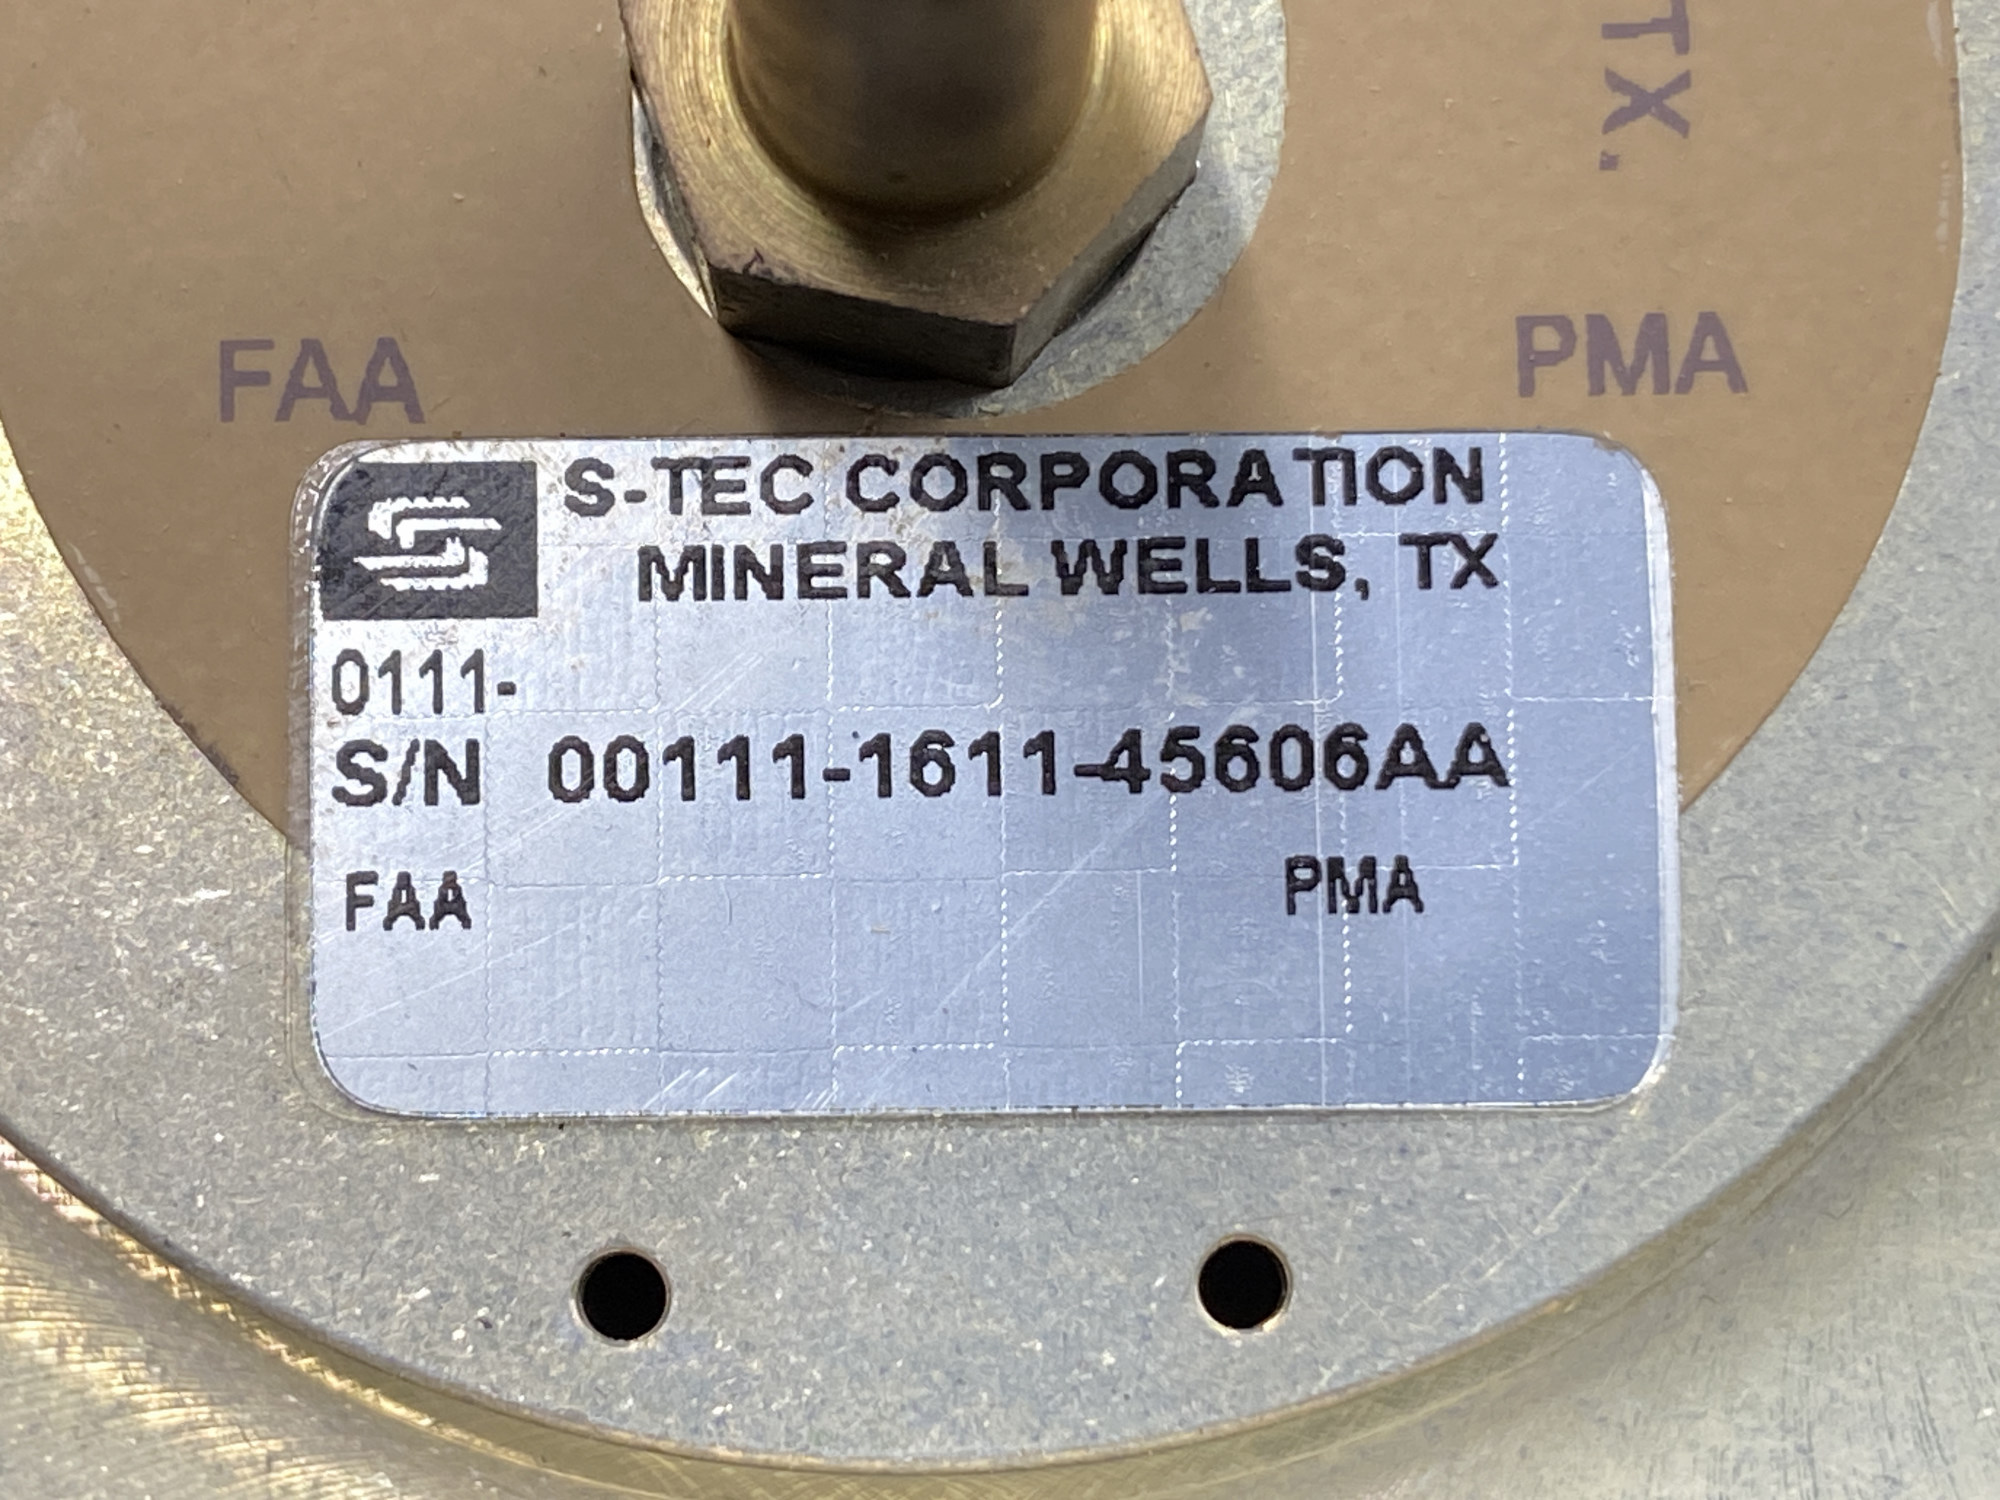 TX.
FAA PMA
S-TEC CORPORATION
MINERAL WELLS, TX
0111-
S/N 00111-1611-45606AA
FAA PMA